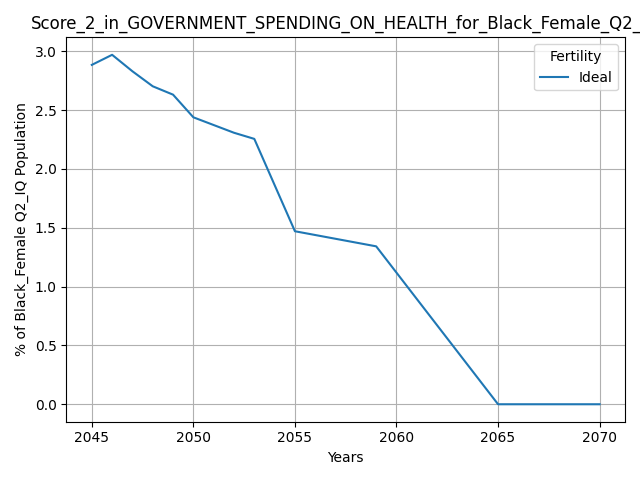 Score_2_in_GOVERNMENT_SPENDING_ON_HEALTH_for_Black_Female_Q2_
Fertility
Ideal
% of Black_Female Q2_IQ Population
3.0
2.5
2.0
1.5
1.0
0.5
0.0
2045 2050 2055 2060 2065 2070
Years